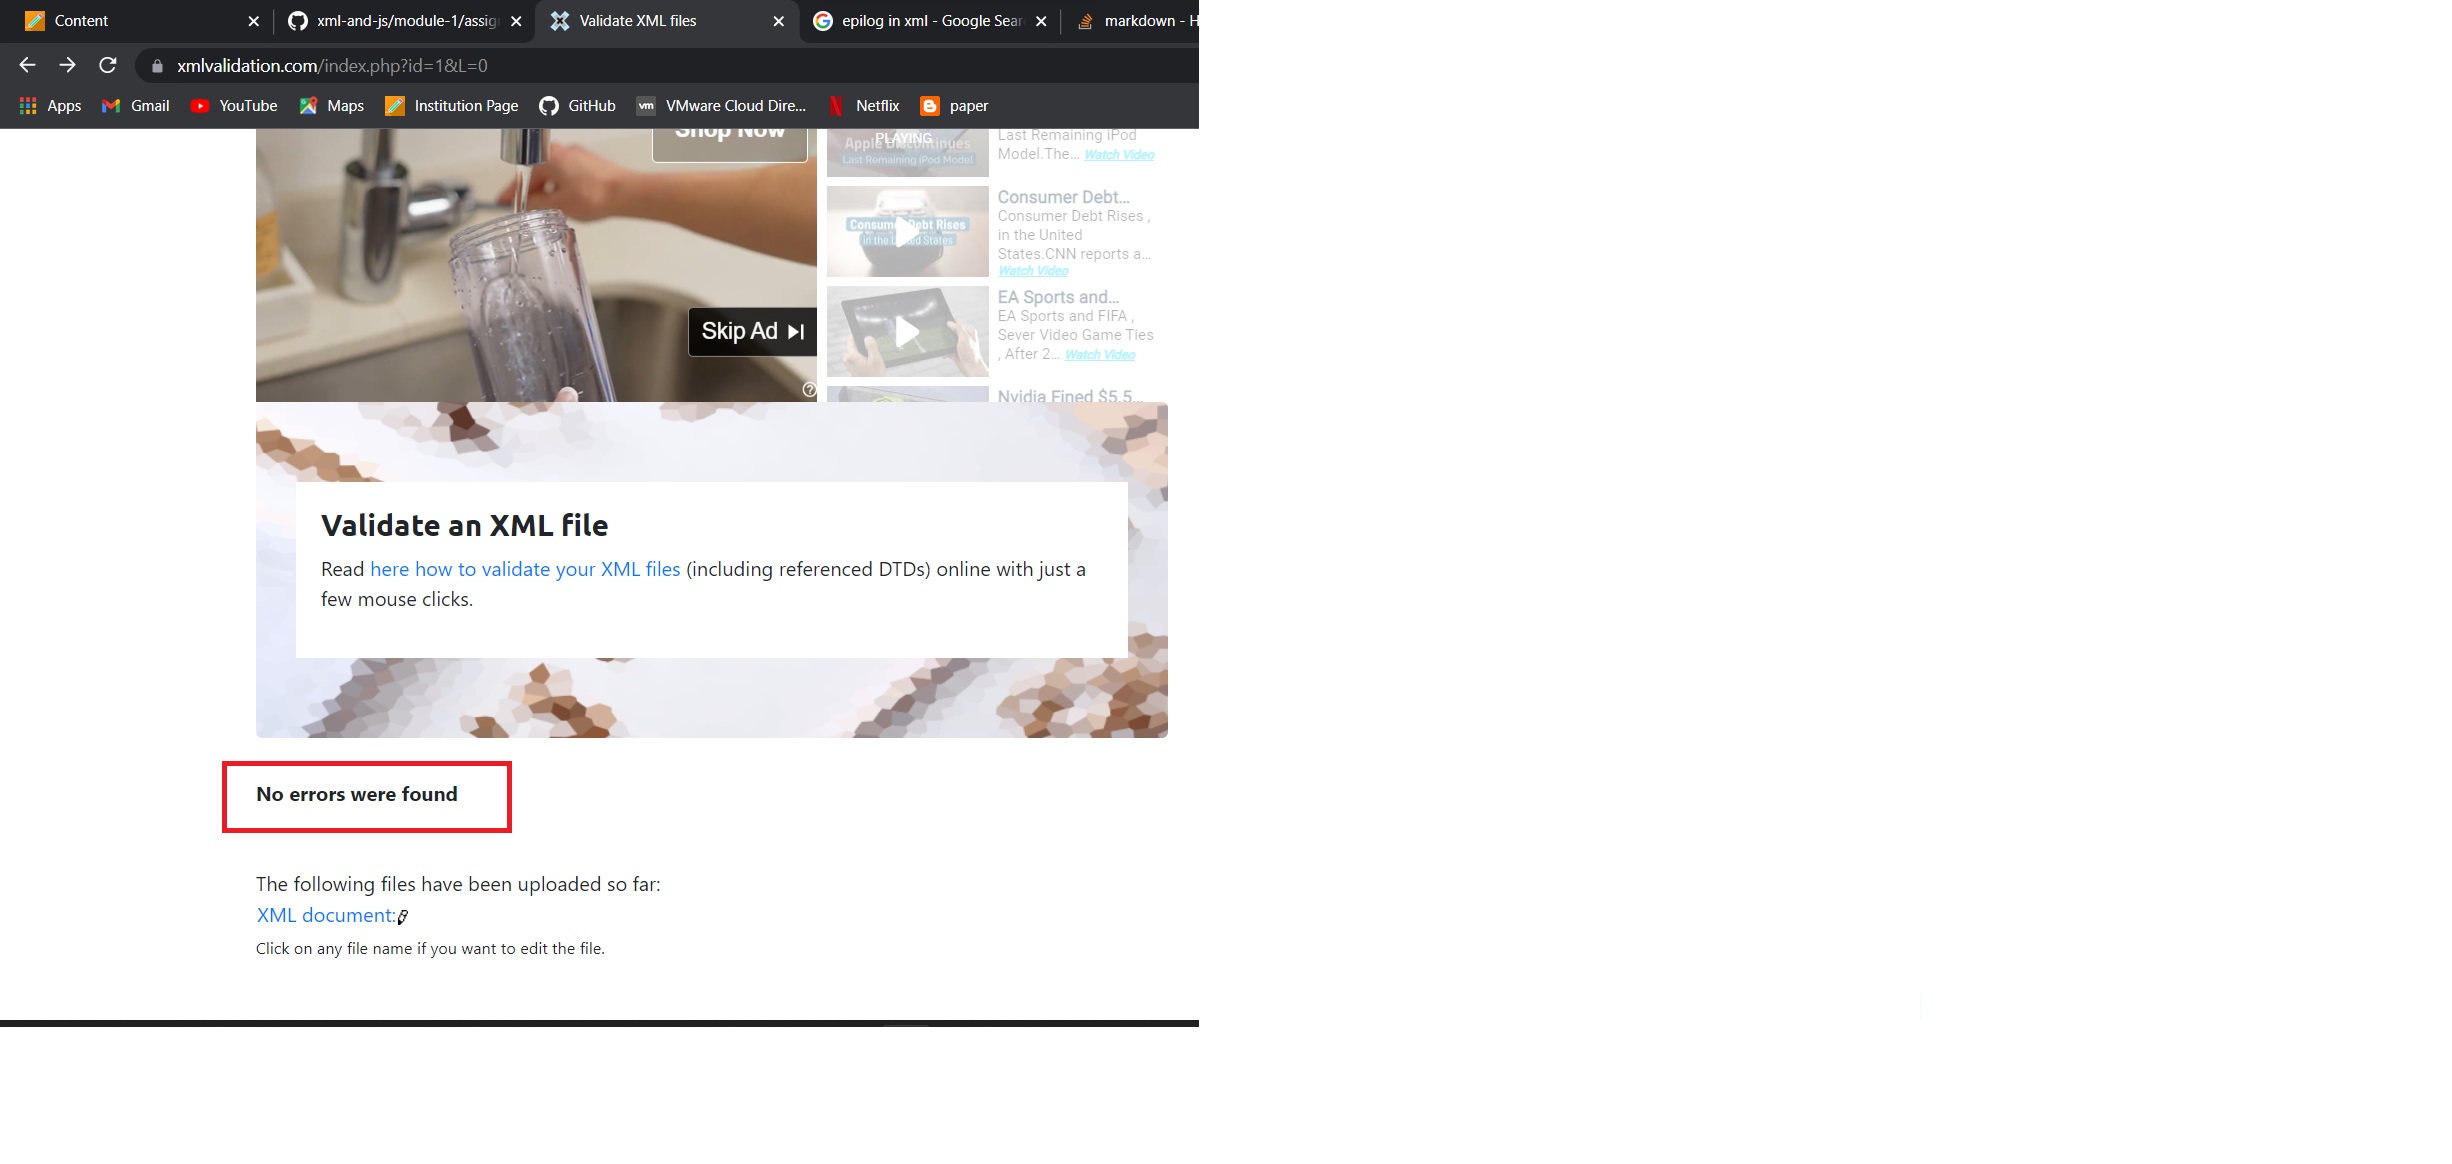 Content
xml-and-js/module-1/assig
Validate XML files
epilog in xml - Google Sear
markdown - H
xmlvalidation.com/index.php?id=1&L=0
Apps
Gmail
YouTube
Maps
Institution Page
GitHub
vm
VMware Cloud Dire...
Netflix
paper
Shop Now
Skip Ad
PLAYING
Apple Discontinues
Last Remaining iPod Model
Last Remaining iPod
Model.The... Watch Video
Consumer Debt Rises
in the United States
Consumer Debt...
Consumer Debt Rises ,
in the United
States.CNN reports a...
Watch Video
EA Sports and...
EA Sports and FIFA ,
Sever Video Game Ties
, After 2... Watch Video
Nvidia Fined $5.5...
Validate an XML file
Read here how to validate your XML files (including referenced DTDs) online with just a
few mouse clicks.
No errors were found
The following files have been uploaded so far:
XML document:
Click on any file name if you want to edit the file.